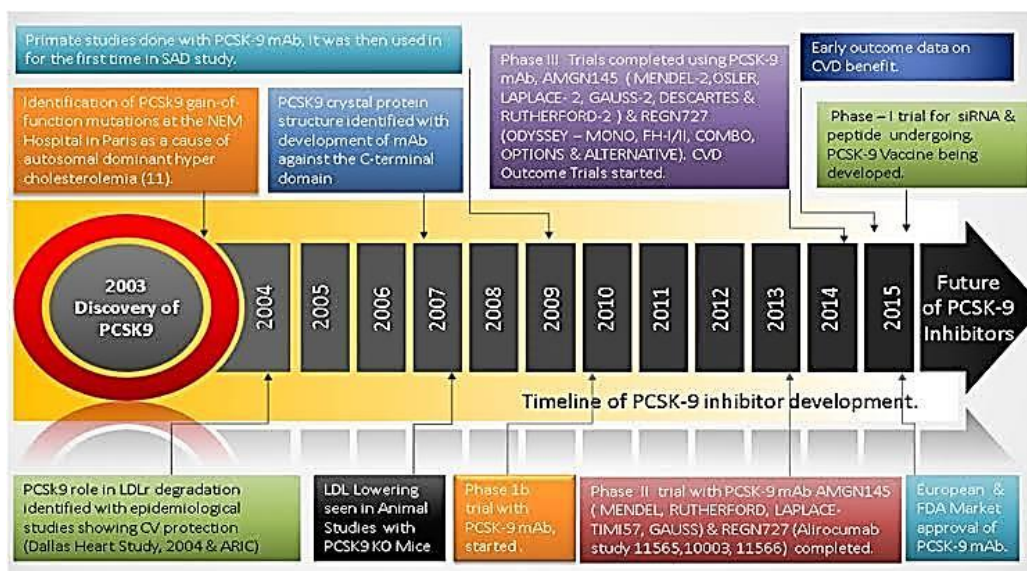 Primate studies done with PCSK-9 mAb, it was then used in
for the first time in SAD study.
Identification of PCSk9 gain-of-
function mutations at the NEM
Hospital in Paris as a cause of
autosomal dominant hyper
cholesterolemia (11).
PCSK9 crystal protein
structure identified with
development of mAb
against the C-terminal
domain
Phase III Trials completed using PCSK-9
mAb, AMGN145 ( MENDEL-2,OSLER,
LAPLACE- 2, GAUSS-2, DESCARTES &
RUTHERFORD-2 ) & REGN727
(ODYSSEY – MONO, FH-I/II, COMBO,
OPTIONS & ALTERNATIVE). CVD
Outcome Trials started.
Early outcome data on
CVD benefit.
Phase – I trial for siRNA &
peptide undergoing,
PCSK-9 Vaccine being
developed.
2003
Discovery of
PCSK9
2004
2005
2006
2007
2008
2009
2010
2011
2012
2013
2014
2015
Future
of PCSK-9
Inhibitors
Timeline of PCSK-9 inhibitor development.
PCSk9 role in LDLr degradation
identified with epidemiological
studies showing CV protection
(Dallas Heart Study, 2004 & ARIC)
LDL Lowering
seen in Animal
Studies with
PCSK9 KO Mice
Phase 1b
trial with
PCSK-9 mAb,
started .
Phase II trial with PCSK-9 mAb AMGN145
( MENDEL, RUTHERFORD, LAPLACE-
TIMI57, GAUSS) & REGN727 (Alirocumab
study 11565,10003, 11566) completed.
European &
FDA Market
approval of
PCSK-9 mAb.